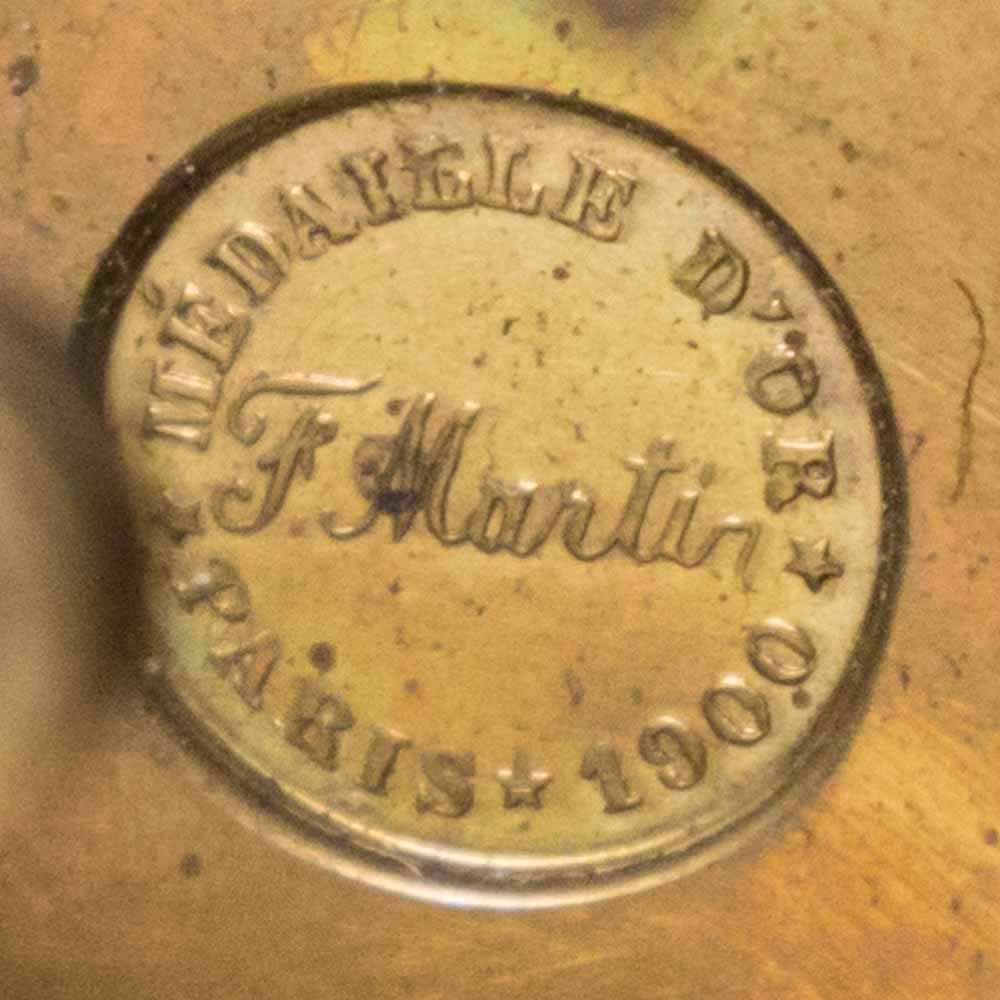 MÉDAILLE D'OR ★ 1900 ★ PARIS ★
F. Martin